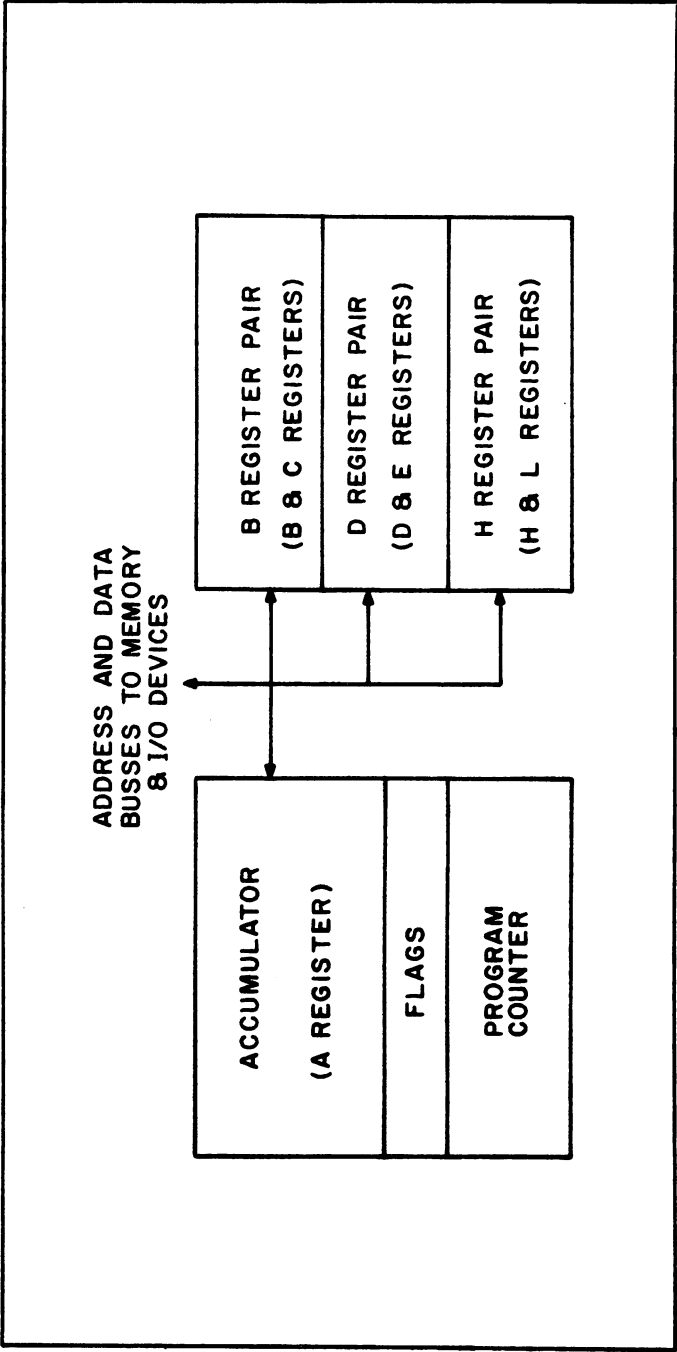 ADDRESS AND DATA
BUSSES TO MEMORY
& I/O DEVICES
ACCUMULATOR
(A REGISTER)
FLAGS
PROGRAM
COUNTER
B REGISTER PAIR
(B & C REGISTERS)
D REGISTER PAIR
(D & E REGISTERS)
H REGISTER PAIR
(H & L REGISTERS)